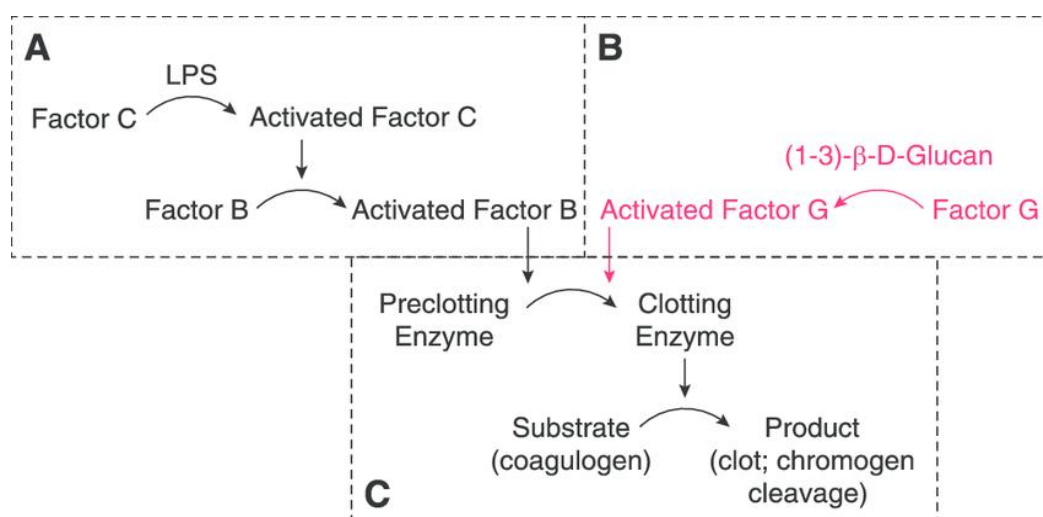 A
B
LPS
Factor C
Activated Factor C
(1-3)-β-D-Glucan
Factor B
Activated Factor B
Activated Factor G
Factor G
Preclotting
Enzyme
Clotting
Enzyme
Substrate
(coagulogen)
Product
(clot; chromogen
cleavage)
C